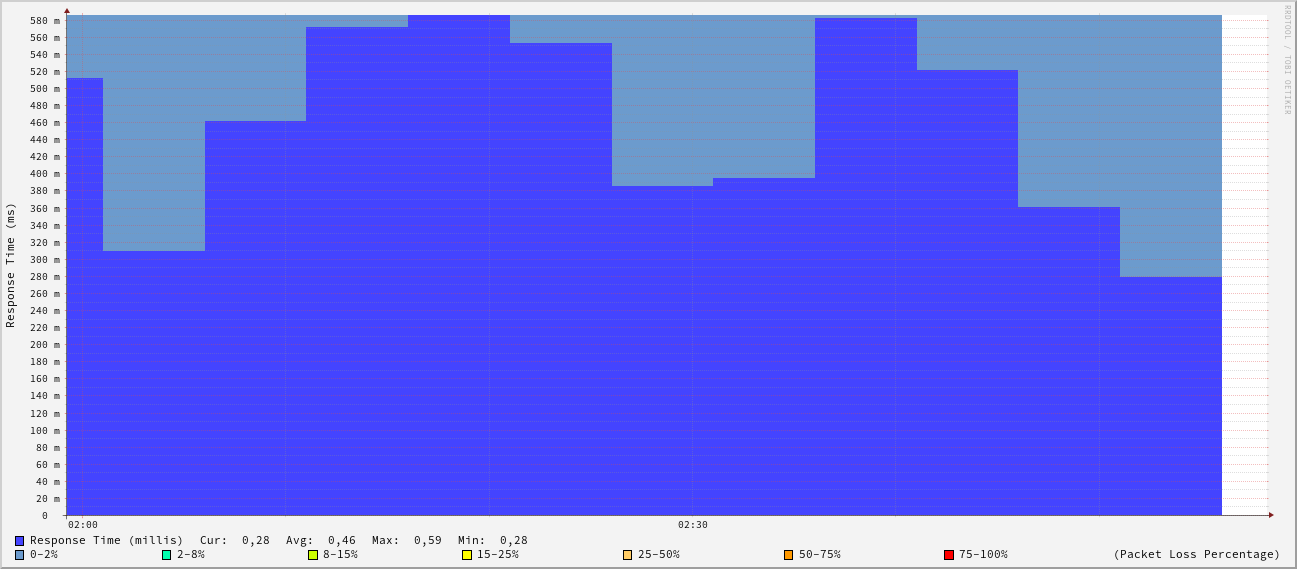 RRDTOOL / TOBI OETIKER
Response Time (ms)
580 m
560 m
540 m
520 m
500 m
480 m
460 m
440 m
420 m
400 m
380 m
360 m
340 m
320 m
300 m
280 m
260 m
240 m
220 m
200 m
180 m
160 m
140 m
120 m
100 m
80 m
60 m
40 m
20 m
0
02:00 02:30
Response Time (millis) Cur: 0,28 Avg: 0,46 Max: 0,59 Min: 0,28
0-2% 2-8% 8-15% 15-25% 25-50% 50-75% 75-100% (Packet Loss Percentage)